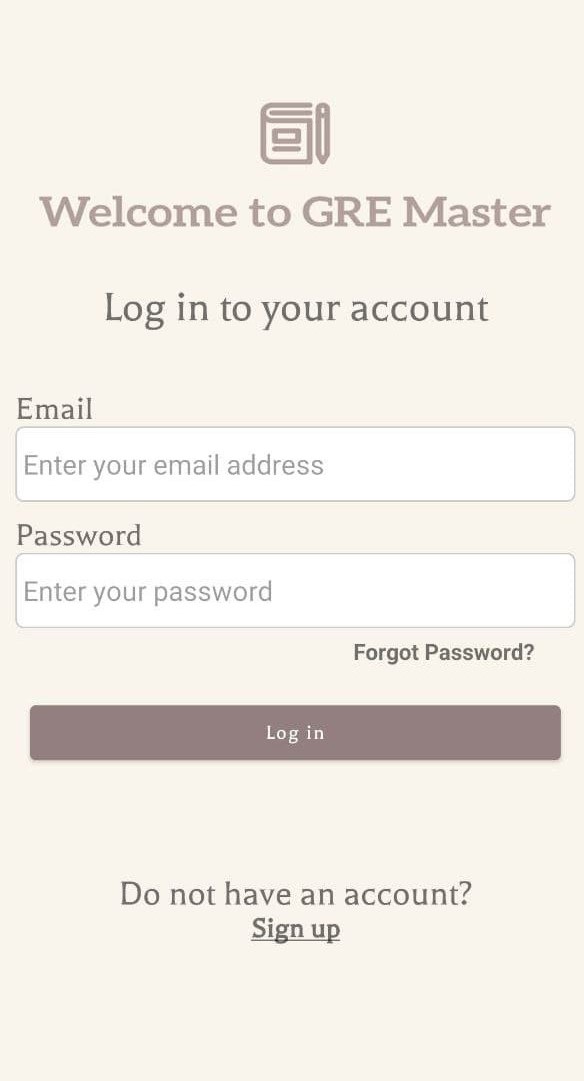 Welcome to GRE Master
Log in to your account
Email
Enter your email address
Password
Enter your password
Forgot Password?
Log in
Do not have an account?
Sign up